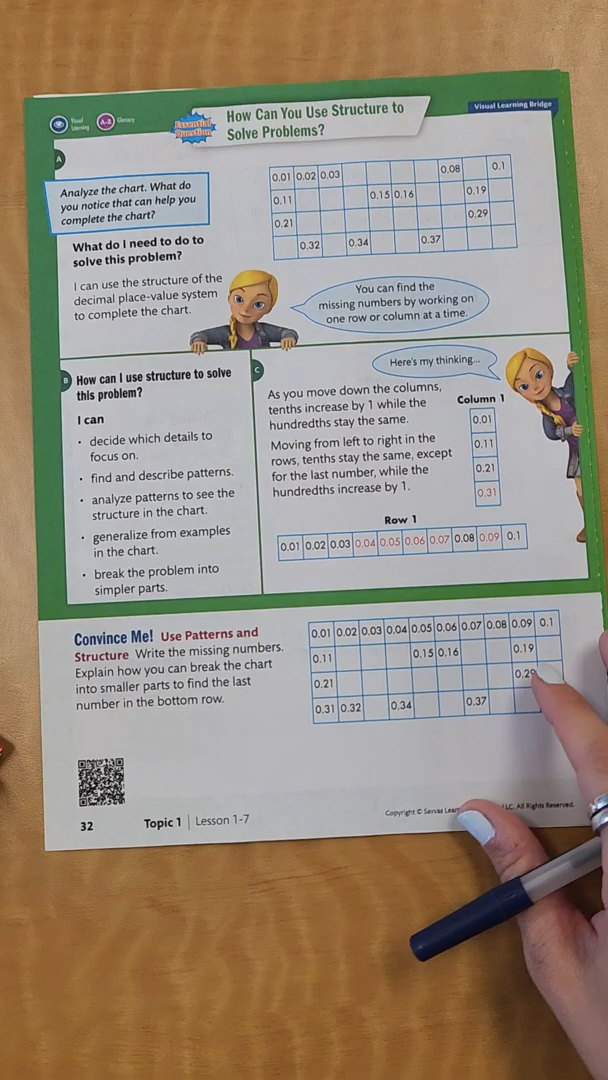 Visual Learning
A-Z Glossary
Essential Question
How Can You Use Structure to
Solve Problems?
Visual Learning Bridge
A
Analyze the chart. What do
you notice that can help you
complete the chart?
What do I need to do to
solve this problem?
I can use the structure of the
decimal place-value system
to complete the chart.
0.01 0.02 0.03 0.08 0.1
0.11 0.15 0.16 0.19
0.21 0.29
0.32 0.34 0.37
You can find the
missing numbers by working on
one row or column at a time.
B
How can I use structure to solve
this problem?
I can
• decide which details to
focus on.
• find and describe patterns.
• analyze patterns to see the
structure in the chart.
• generalize from examples
in the chart.
• break the problem into
simpler parts.
C
Here's my thinking...
As you move down the columns,
tenths increase by 1 while the
hundredths stay the same.
Moving from left to right in the
rows, tenths stay the same, except
for the last number, while the
hundredths increase by 1.
Column 1
0.01
0.11
0.21
0.31
Row 1
0.01 0.02 0.03 0.04 0.05 0.06 0.07 0.08 0.09 0.1
Convince Me! Use Patterns and
Structure Write the missing numbers.
Explain how you can break the chart
into smaller parts to find the last
number in the bottom row.
0.01 0.02 0.03 0.04 0.05 0.06 0.07 0.08 0.09 0.1
0.11 0.15 0.16 0.19
0.21 0.29
0.31 0.32 0.34 0.37
32 Topic 1 | Lesson 1-7
Copyright © Savvas LLC. All Rights Reserved.